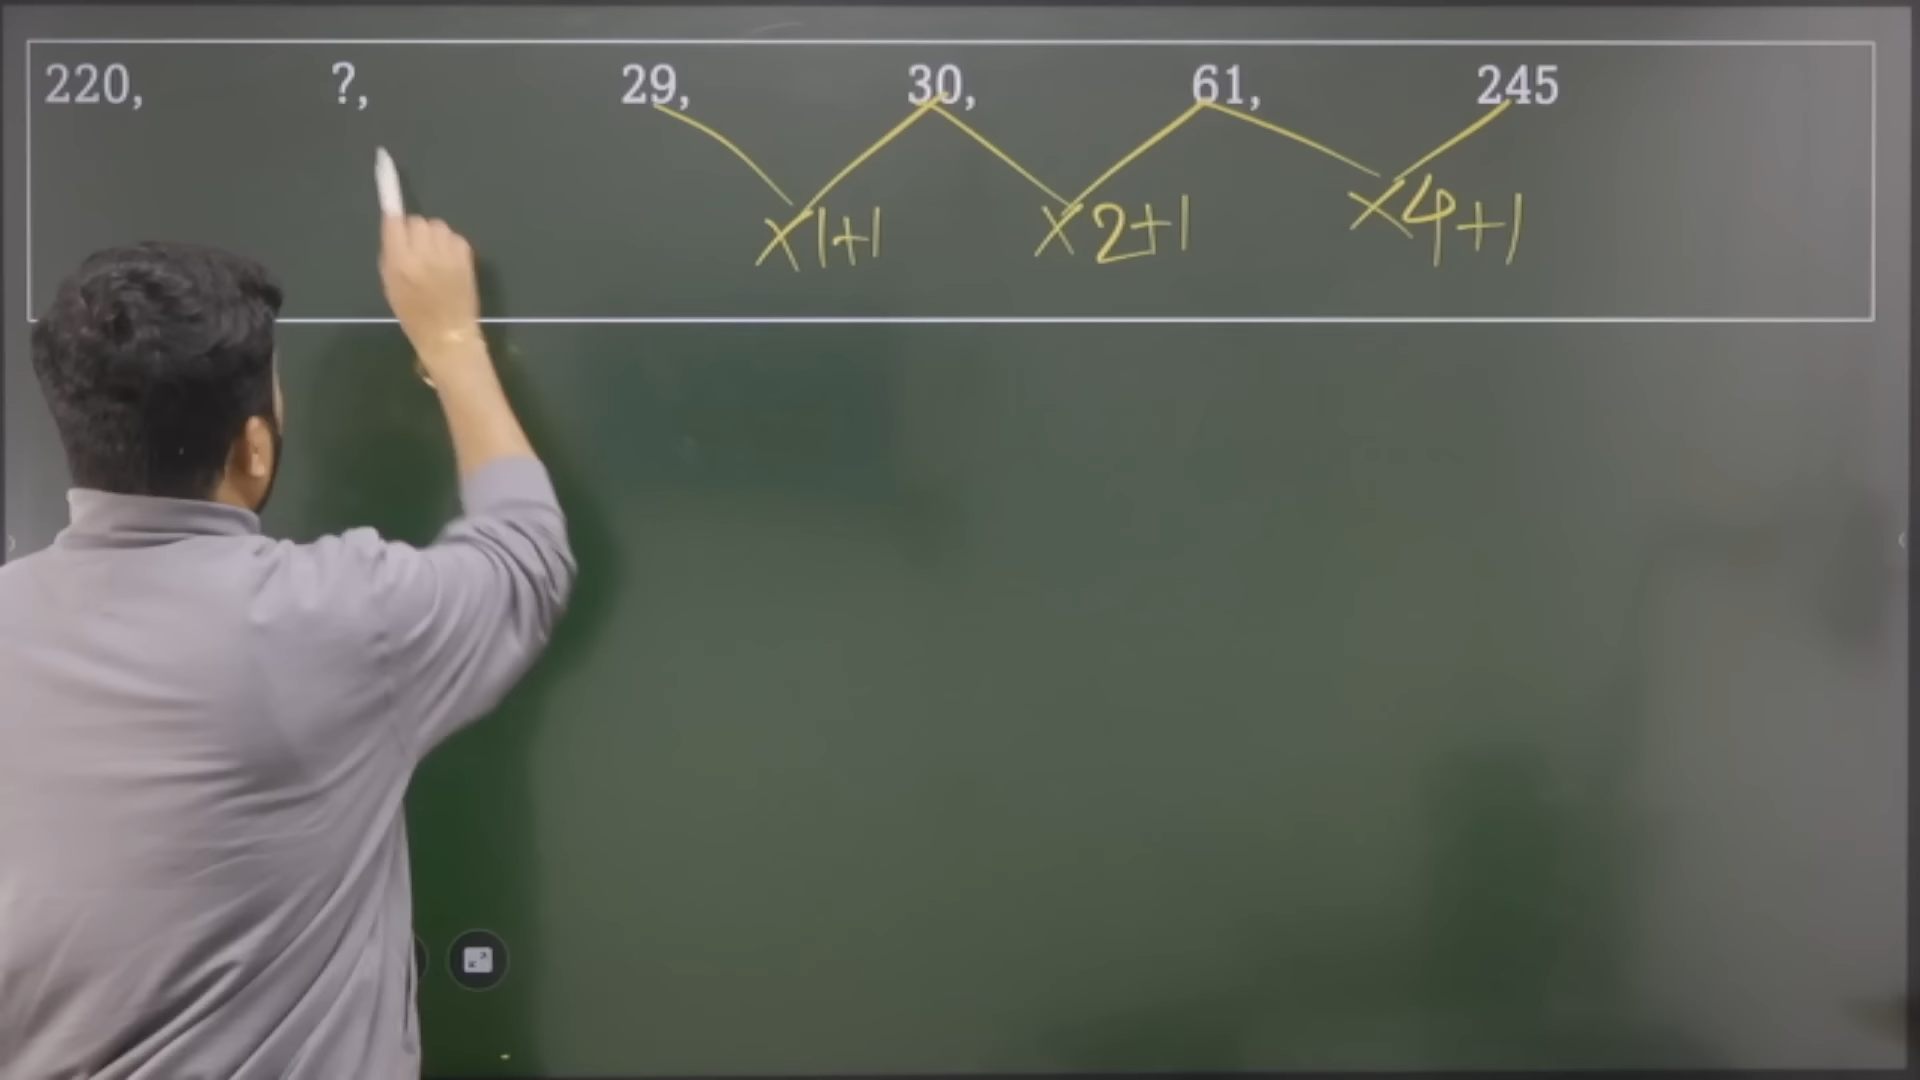 220, ?, 29, 30, 61, 245
×1+1 ×2+1 ×4+1